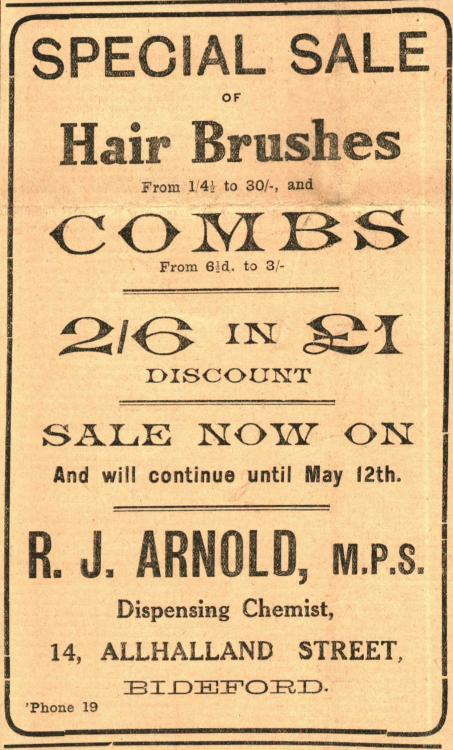 SPECIAL SALE
OF
Hair Brushes
From 1/4½ to 30/-, and
COMBS
From 6½d. to 3/-
2/6 IN £1
DISCOUNT
SALE NOW ON
And will continue until May 12th.
R. J. ARNOLD, M.P.S.
Dispensing Chemist,
14, ALLHALLAND STREET,
BIDEFORD.
'Phone 19